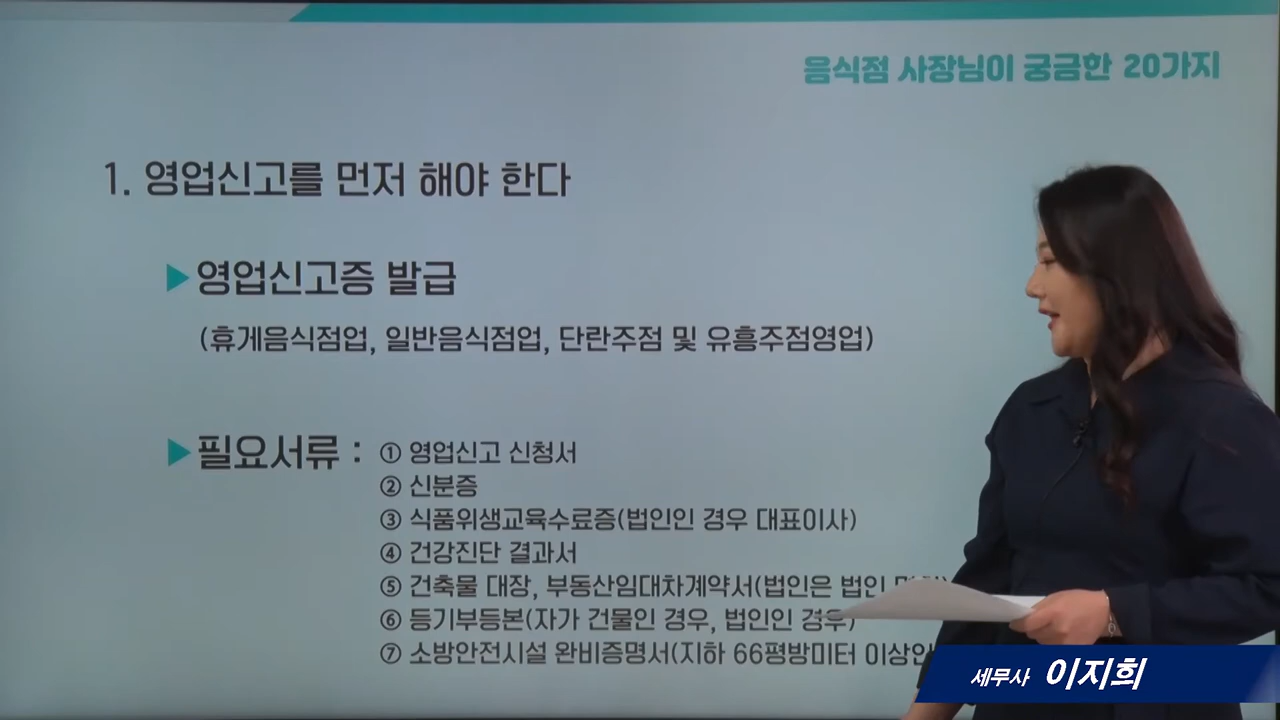 음식점 사장님이 궁금한 20가지
1. 영업신고를 먼저 해야 한다
▶영업신고증 발급
(휴게음식점업, 일반음식점업, 단란주점 및 유흥주점영업)
▶필요서류 : ① 영업신고 신청서
② 신분증
③ 식품위생교육수료증(법인인 경우 대표이사)
④ 건강진단 결과서
⑤ 건축물 대장, 부동산임대차계약서(법인은 법인
⑥ 등기부등본(자가 건물인 경우, 법인인 경우)
⑦ 소방안전시설 완비증명서(지하 66평방미터 이상인
세무사 이지희